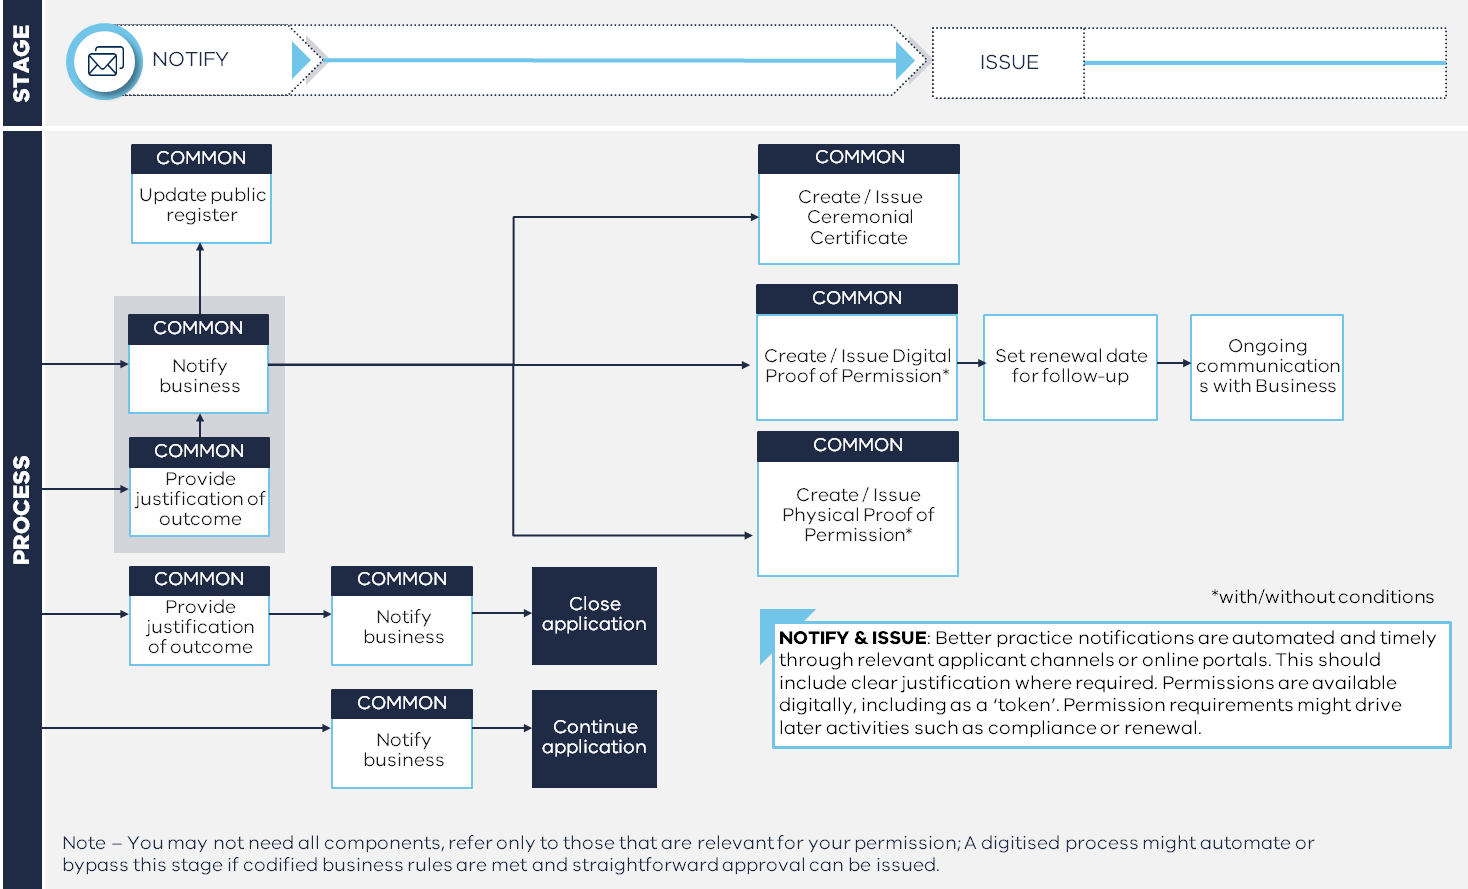 STAGE
NOTIFY
ISSUE
PROCESS
COMMON
Update public
register
COMMON
Notify
business
COMMON
Provide
justification of
outcome
COMMON
Create / Issue
Ceremonial
Certificate
COMMON
Create / Issue Digital
Proof of Permission*
Set renewal date
for follow-up
Ongoing
communication
s with Business
COMMON
Create / Issue
Physical Proof of
Permission*
COMMON
Provide
justification
of outcome
COMMON
Notify
business
Close
application
COMMON
Notify
business
Continue
application
*with/without conditions
NOTIFY & ISSUE: Better practice notifications are automated and timely
through relevant applicant channels or online portals. This should
include clear justification where required. Permissions are available
digitally, including as a ‘token’. Permission requirements might drive
later activities such as compliance or renewal.
Note – You may not need all components, refer only to those that are relevant for your permission; A digitised process might automate or
bypass this stage if codified business rules are met and straightforward approval can be issued.